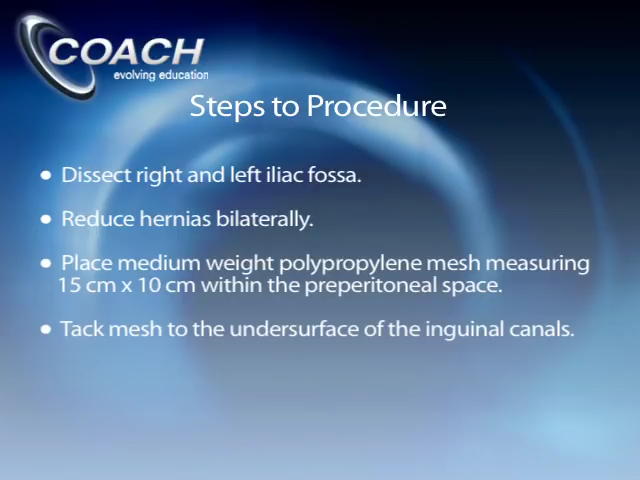 COACH
evolving education
Steps to Procedure
• Dissect right and left iliac fossa.
• Reduce hernias bilaterally.
• Place medium weight polypropylene mesh measuring
15 cm x 10 cm within the preperitoneal space.
• Tack mesh to the undersurface of the inguinal canals.